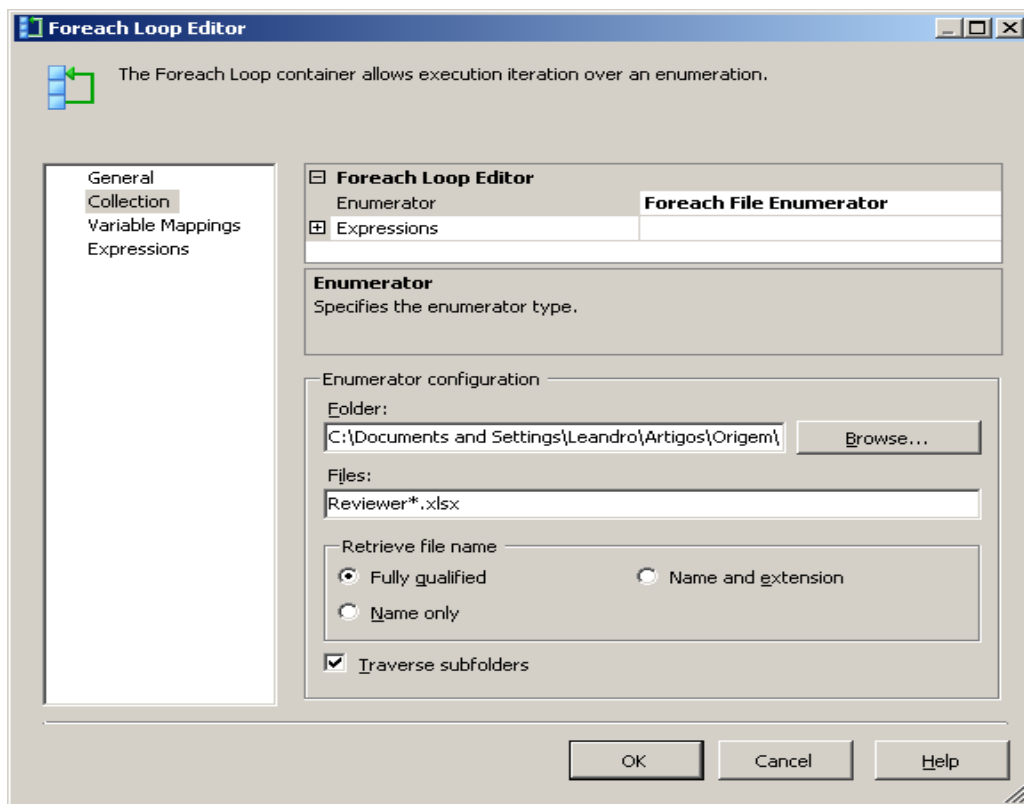 Foreach Loop Editor
The Foreach Loop container allows execution iteration over an enumeration.
General
Collection
Variable Mappings
Expressions
Foreach Loop Editor
Enumerator Foreach File Enumerator
Expressions
Enumerator
Specifies the enumerator type.
Enumerator configuration
Folder:
C:\Documents and Settings\Leandro\Artigos\Origem\
Browse...
Files:
Reviewer*.xlsx
Retrieve file name
Fully qualified
Name and extension
Name only
Traverse subfolders
OK
Cancel
Help